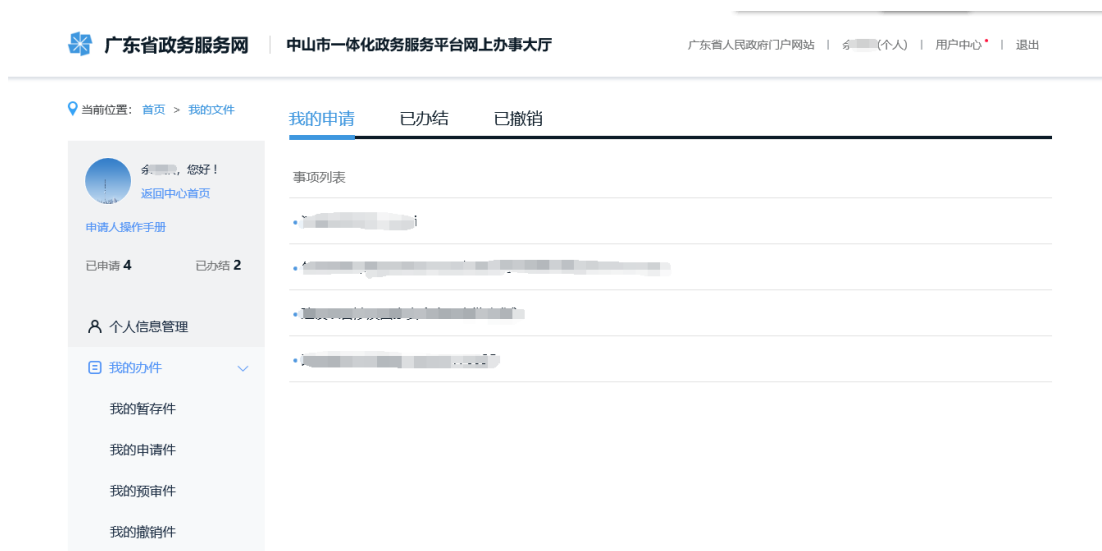 广东省政务服务网
中山市一体化政务服务平台网上办事大厅
广东省人民政府门户网站 | 余 (个人) | 用户中心 | 退出
当前位置: 首页 > 我的文件
我的申请 已办结 已撤销
余 , 您好!
返回中心首页
申请人操作手册
已申请 4 已办结 2
个人信息管理
我的办件
我的暂存件
我的申请件
我的预审件
我的撤销件
事项列表